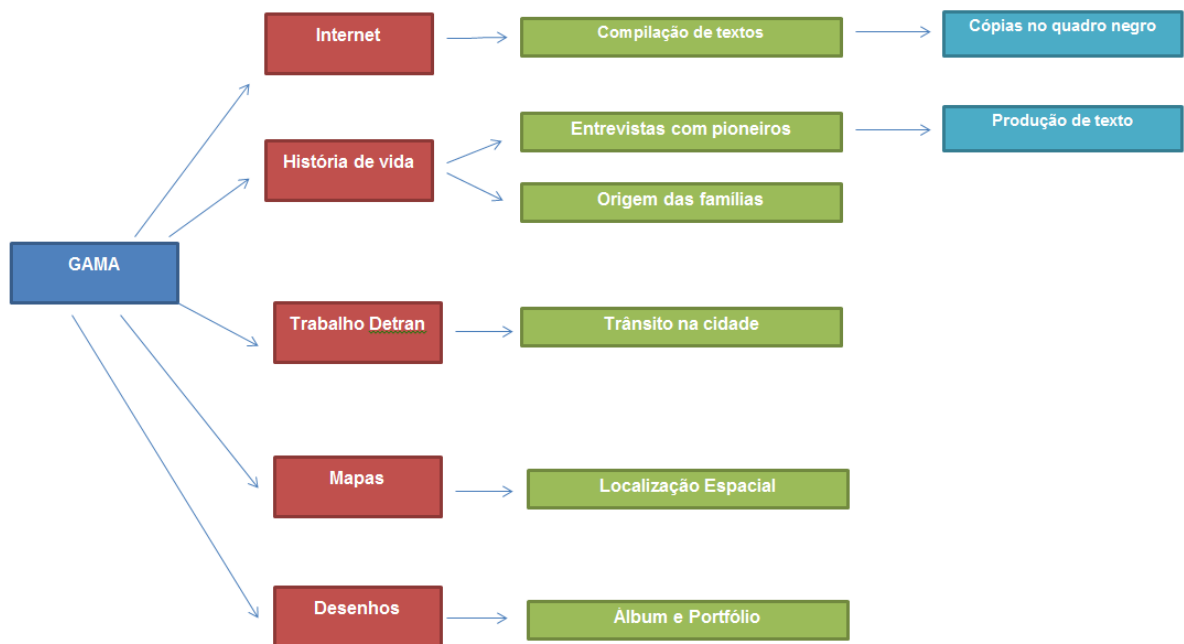 Internet
Compilação de textos
Cópias no quadro negro
Entrevistas com pioneiros
Produção de texto
História de vida
Origem das famílias
GAMA
Trabalho Detran
Trânsito na cidade
Mapas
Localização Espacial
Desenhos
Álbum e Portfólio